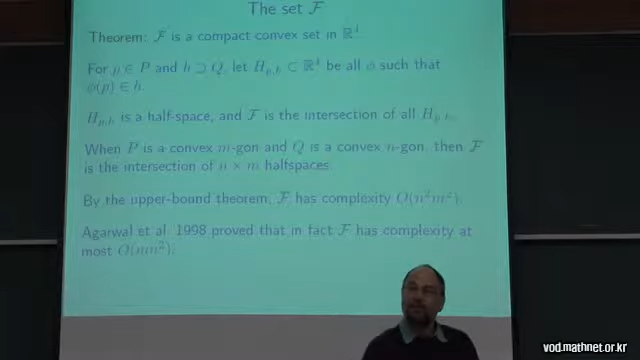 The set ℱ
Theorem: ℱ is a compact convex set in ℝ⁴.
For p ∈ P and h ⊃ Q, let H_{p,h} ⊂ ℝ⁴ be all ϕ such that
ϕ(p) ∈ h.
H_{p,h} is a half-space, and ℱ is the intersection of all H_{p,h}.
When P is a convex m-gon and Q is a convex n-gon, then ℱ
is the intersection of n × m halfspaces.
By the upper-bound theorem, ℱ has complexity O(n²m²).
Agarwal et al. 1998 proved that in fact ℱ has complexity at
most O(nm²).
vod.mathnet.or.kr